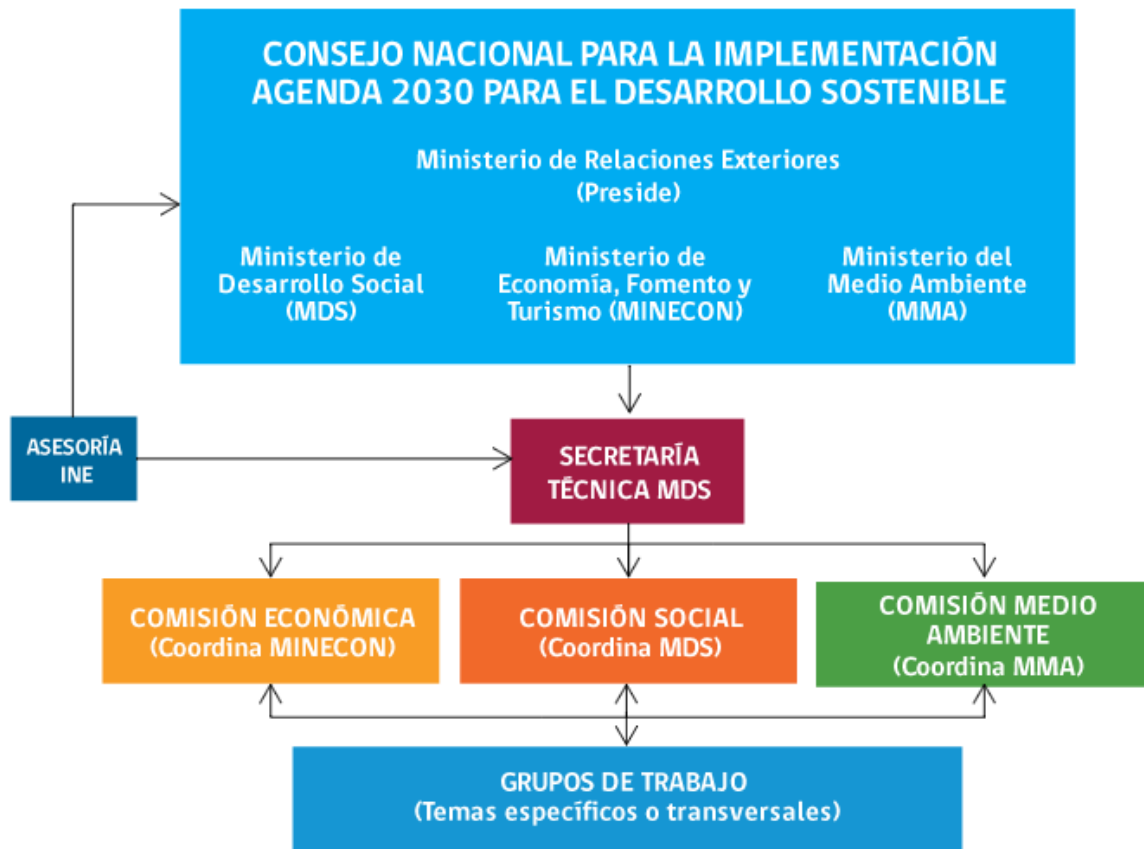 CONSEJO NACIONAL PARA LA IMPLEMENTACIÓN
AGENDA 2030 PARA EL DESARROLLO SOSTENIBLE
Ministerio de Relaciones Exteriores
(Preside)
Ministerio de
Desarrollo Social
(MDS)
Ministerio de
Economía, Fomento y
Turismo (MINECON)
Ministerio del
Medio Ambiente
(MMA)
ASESORÍA
INE
SECRETARÍA
TÉCNICA MDS
COMISIÓN ECONÓMICA
(Coordina MINECON)
COMISIÓN SOCIAL
(Coordina MDS)
COMISIÓN MEDIO
AMBIENTE
(Coordina MMA)
GRUPOS DE TRABAJO
(Temas específicos o transversales)